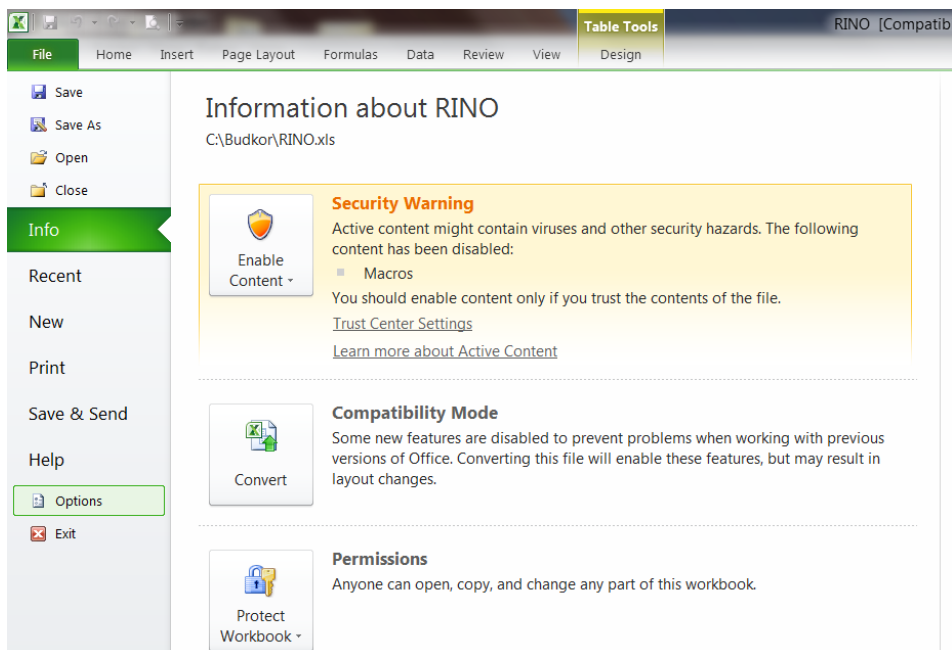 Table Tools
RINO [Compatib
File Home Insert Page Layout Formulas Data Review View Design
Save
Save As
Open
Close
Info
Recent
New
Print
Save & Send
Help
Options
Exit
Information about RINO
C:\Budkor\RINO.xls
Enable
Content
Security Warning
Active content might contain viruses and other security hazards. The following
content has been disabled:
Macros
You should enable content only if you trust the contents of the file.
Trust Center Settings
Learn more about Active Content
Convert
Compatibility Mode
Some new features are disabled to prevent problems when working with previous
versions of Office. Converting this file will enable these features, but may result in
layout changes.
Protect
Workbook
Permissions
Anyone can open, copy, and change any part of this workbook.